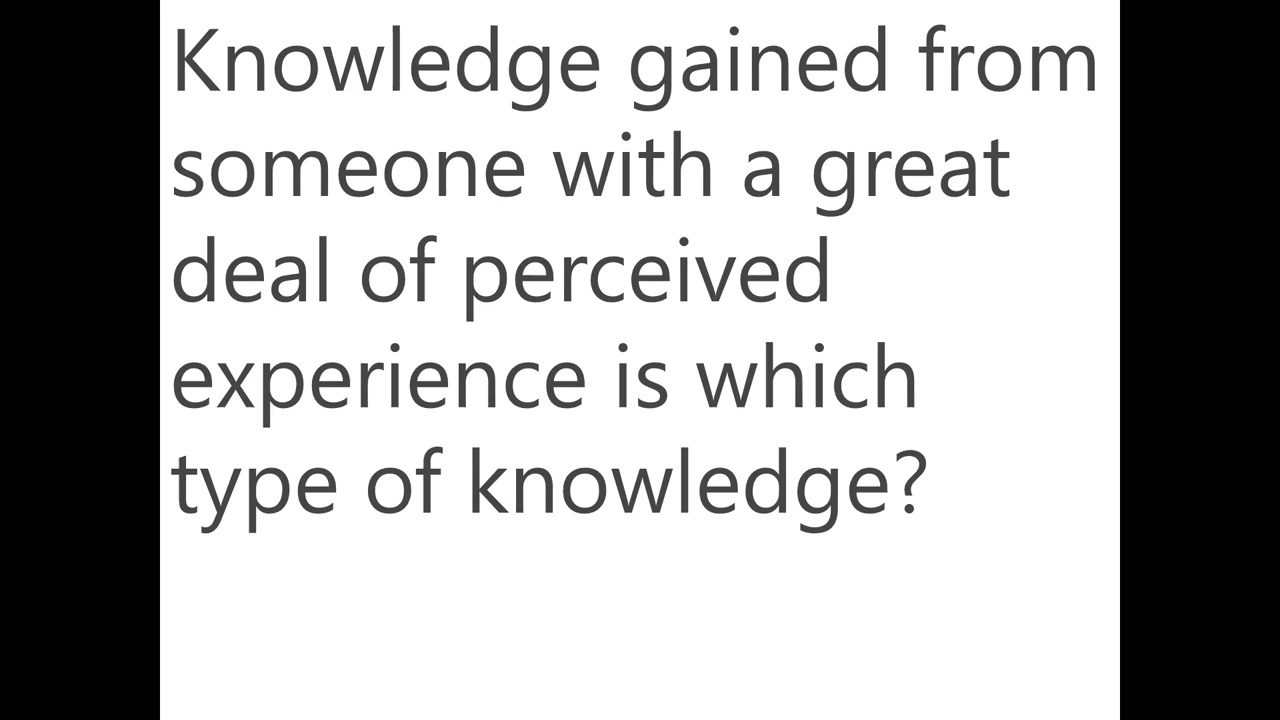 Knowledge gained from
someone with a great
deal of perceived
experience is which
type of knowledge?